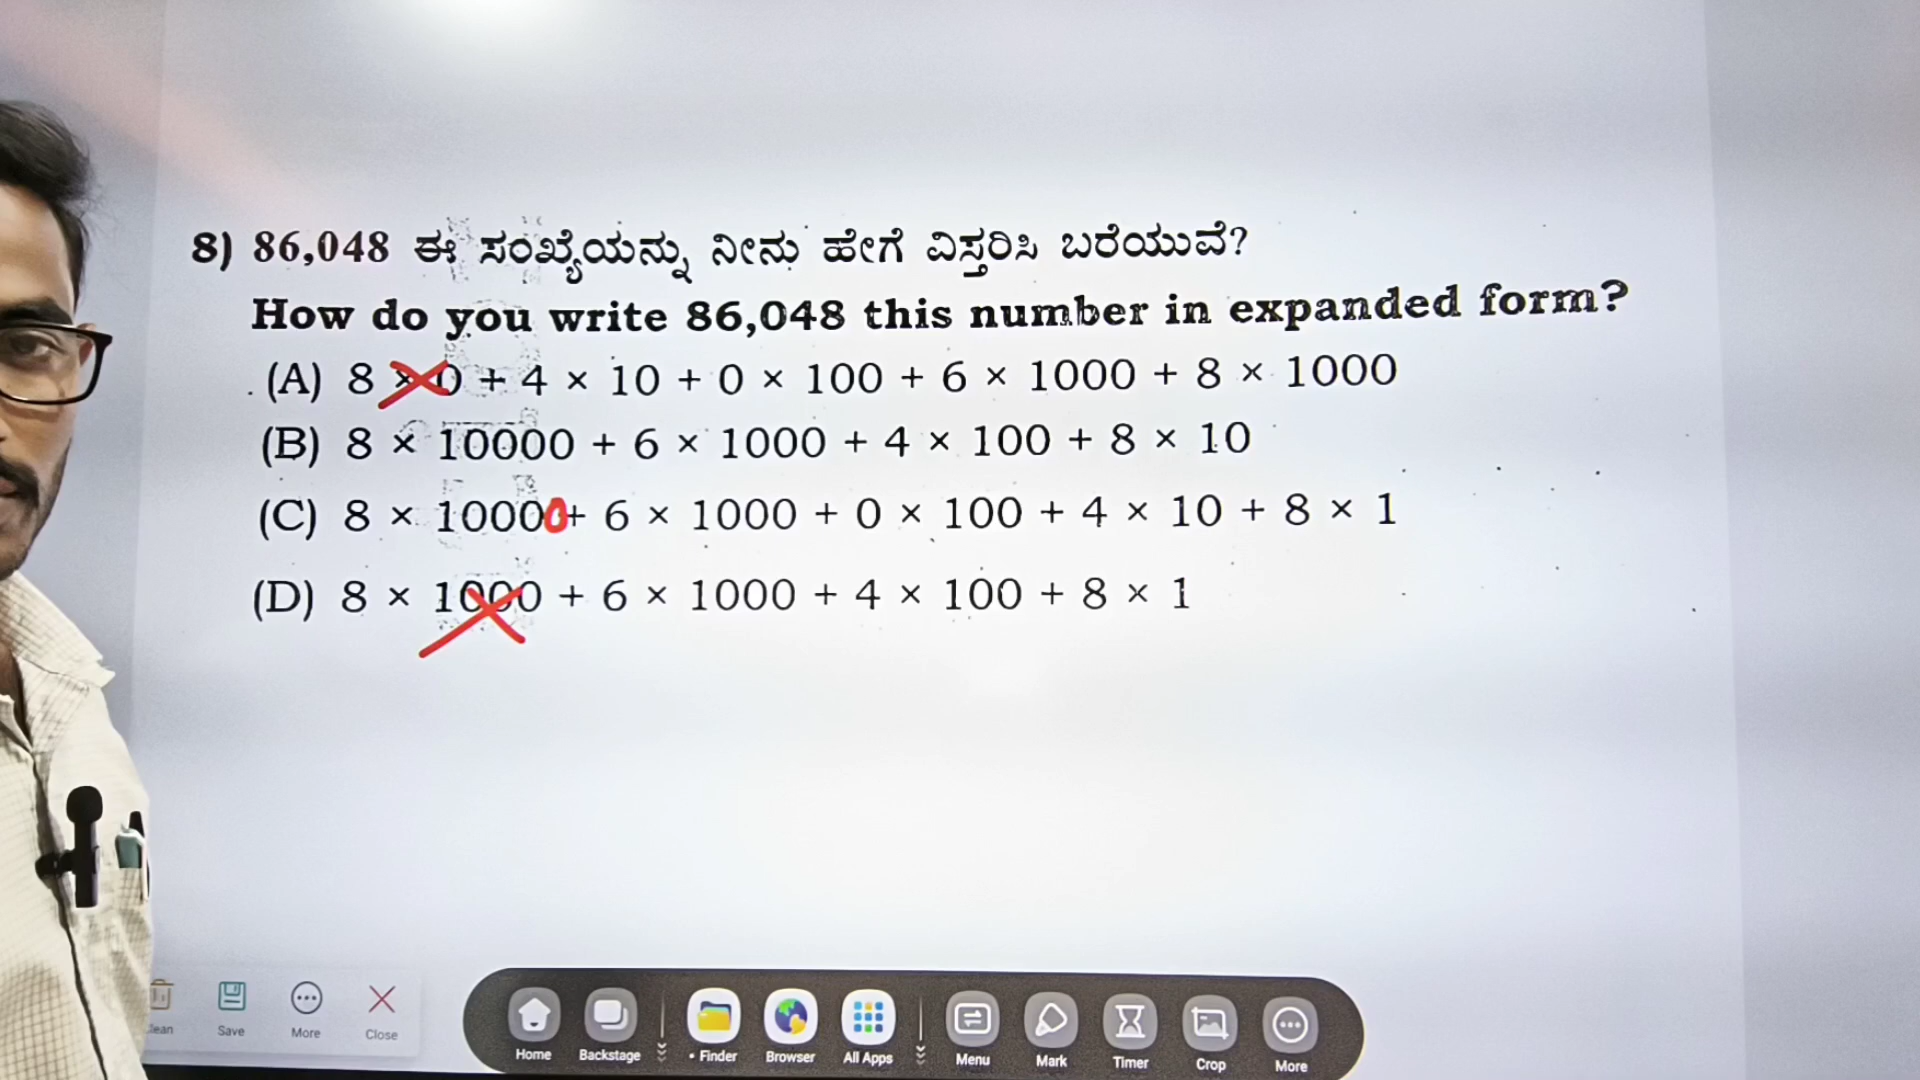 8) 86,048 ಈ ಸಂಖ್ಯೆಯನ್ನು ನೀನು ಹೇಗೆ ವಿಸ್ತರಿಸಿ ಬರೆಯುವೆ?
How do you write 86,048 this number in expanded form?
(A) 8 × 0 + 4 × 10 + 0 × 100 + 6 × 1000 + 8 × 1000
(B) 8 × 10000 + 6 × 1000 + 4 × 100 + 8 × 10
(C) 8 × 10000+ 6 × 1000 + 0 × 100 + 4 × 10 + 8 × 1
(D) 8 × 1000 + 6 × 1000 + 4 × 100 + 8 × 1
Save More Close
Home Backstage Finder Browser All Apps Menu Mark Timer Crop More